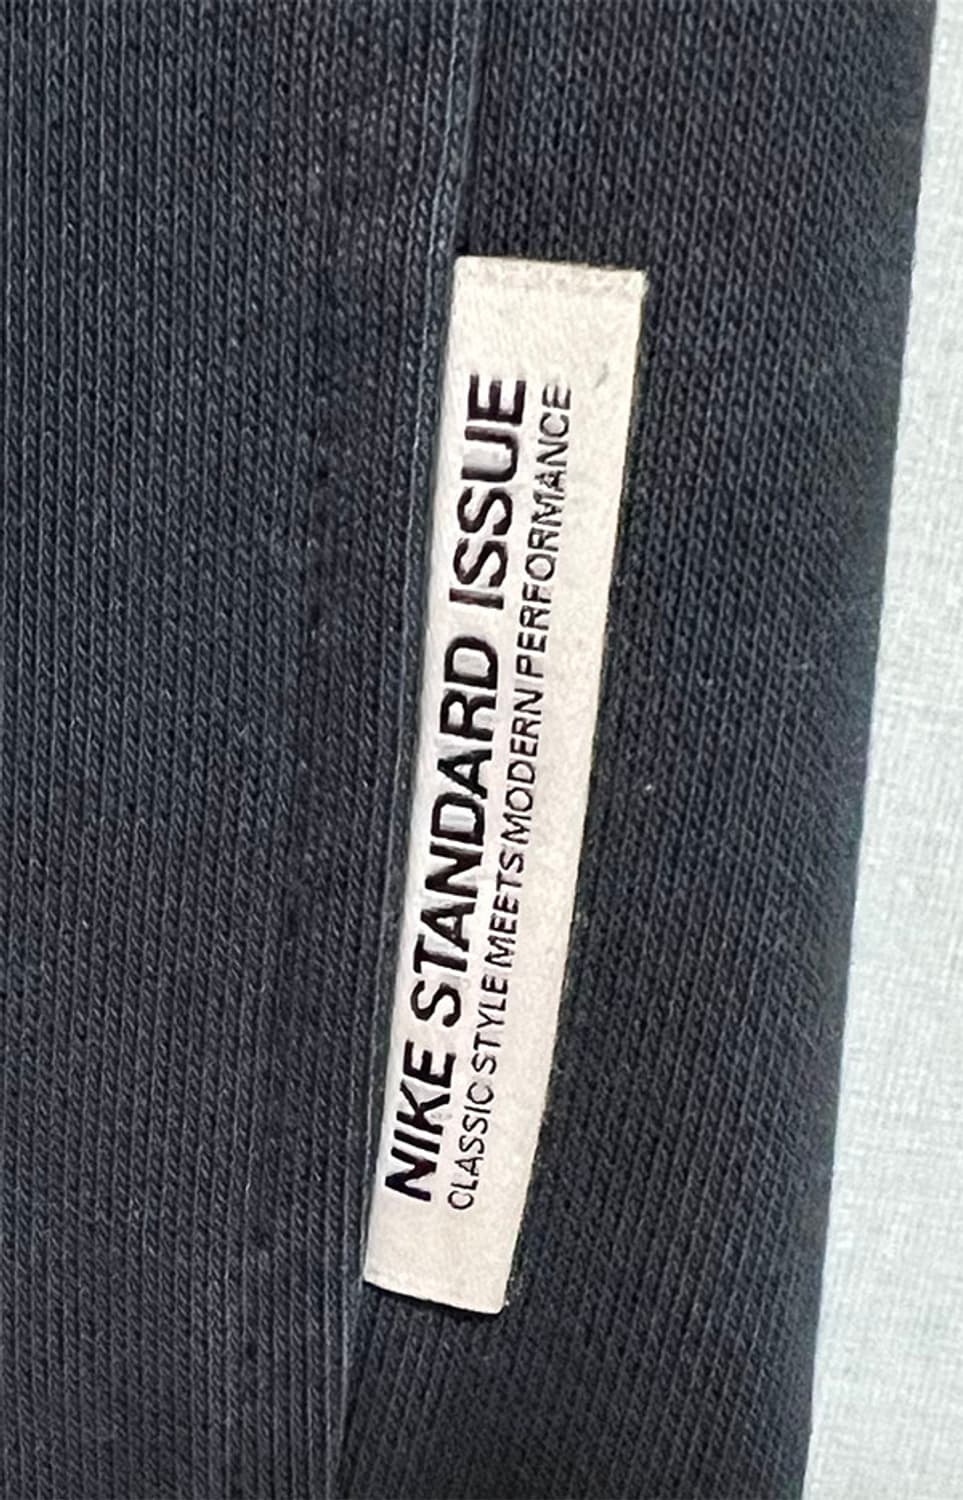 NIKE STANDARD ISSUE
CLASSIC STYLE MEETS MODERN PERFORMANCE